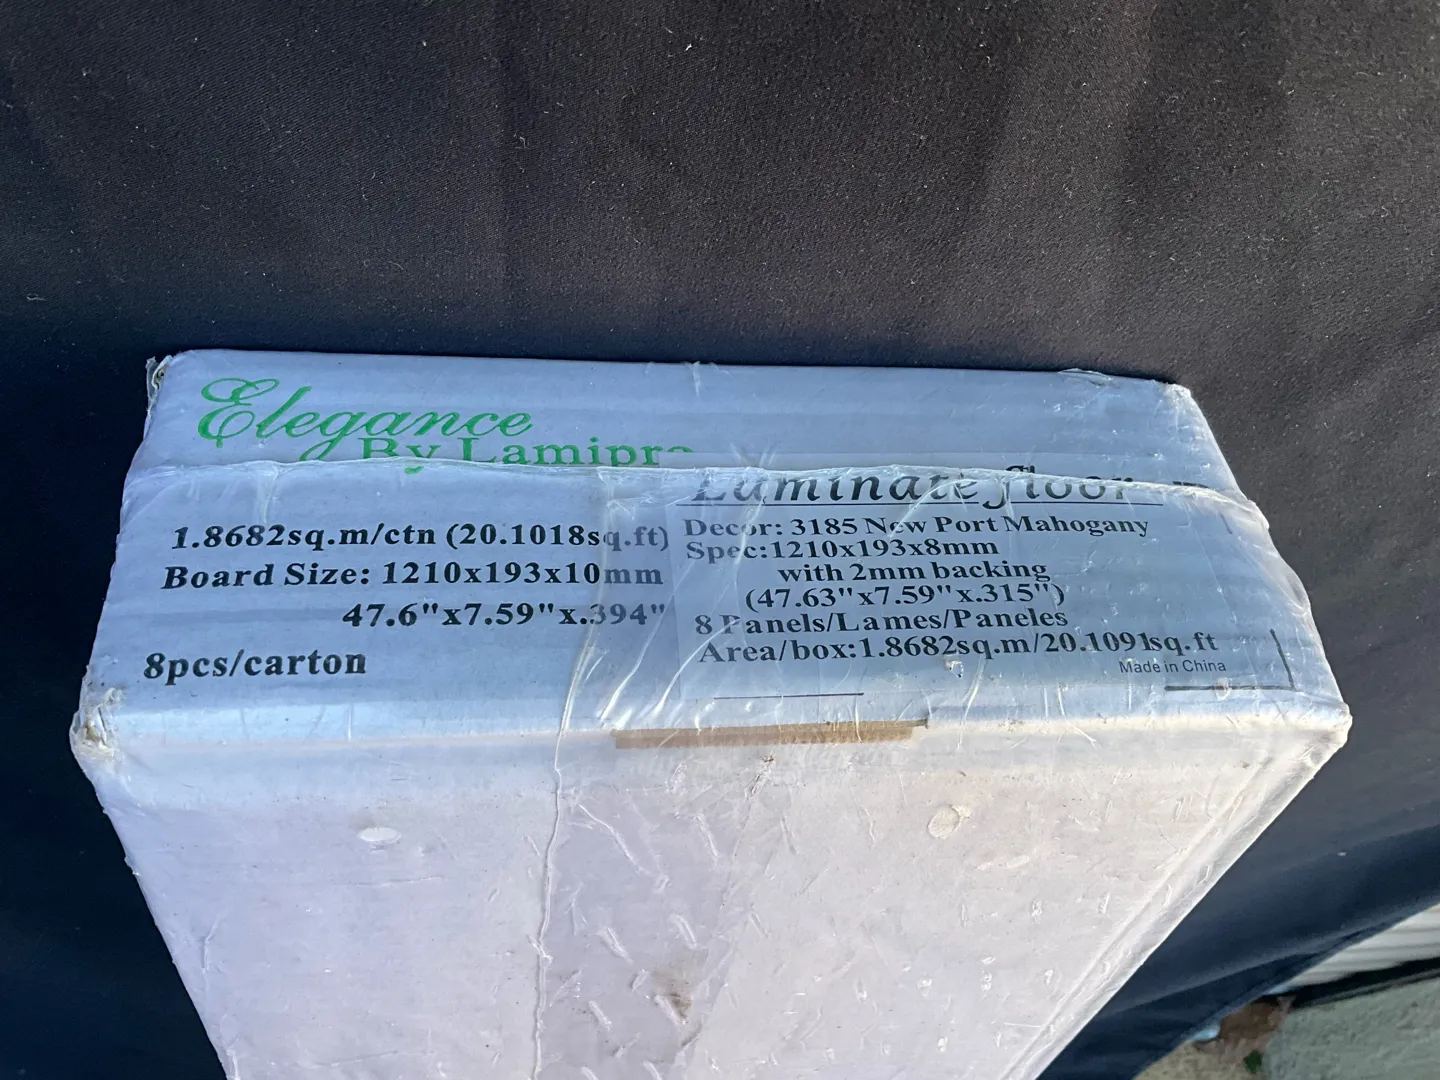 Elegance
By Lamipro
1.8682sq.m/ctn (20.1018sq.ft)
Board Size: 1210x193x10mm
47.6"x7.59"x.394"
8pcs/carton
Laminate floor
Decor: 3185 New Port Mahogany
Spec:1210x193x8mm
with 2mm backing
(47.63"x7.59"x.315")
8 Panels/Lames/Paneles
Area/box:1.8682sq.m/20.1091sq.ft
Made in China